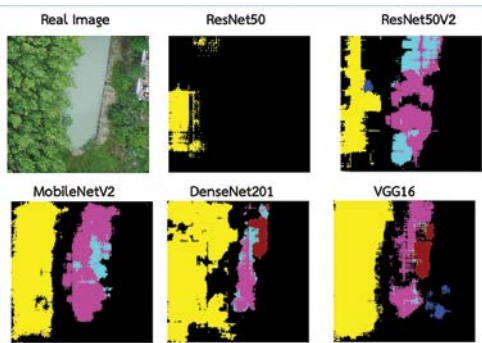 Real Image
ResNet50
ResNet50V2
MobileNetV2
DenseNet201
VGG16